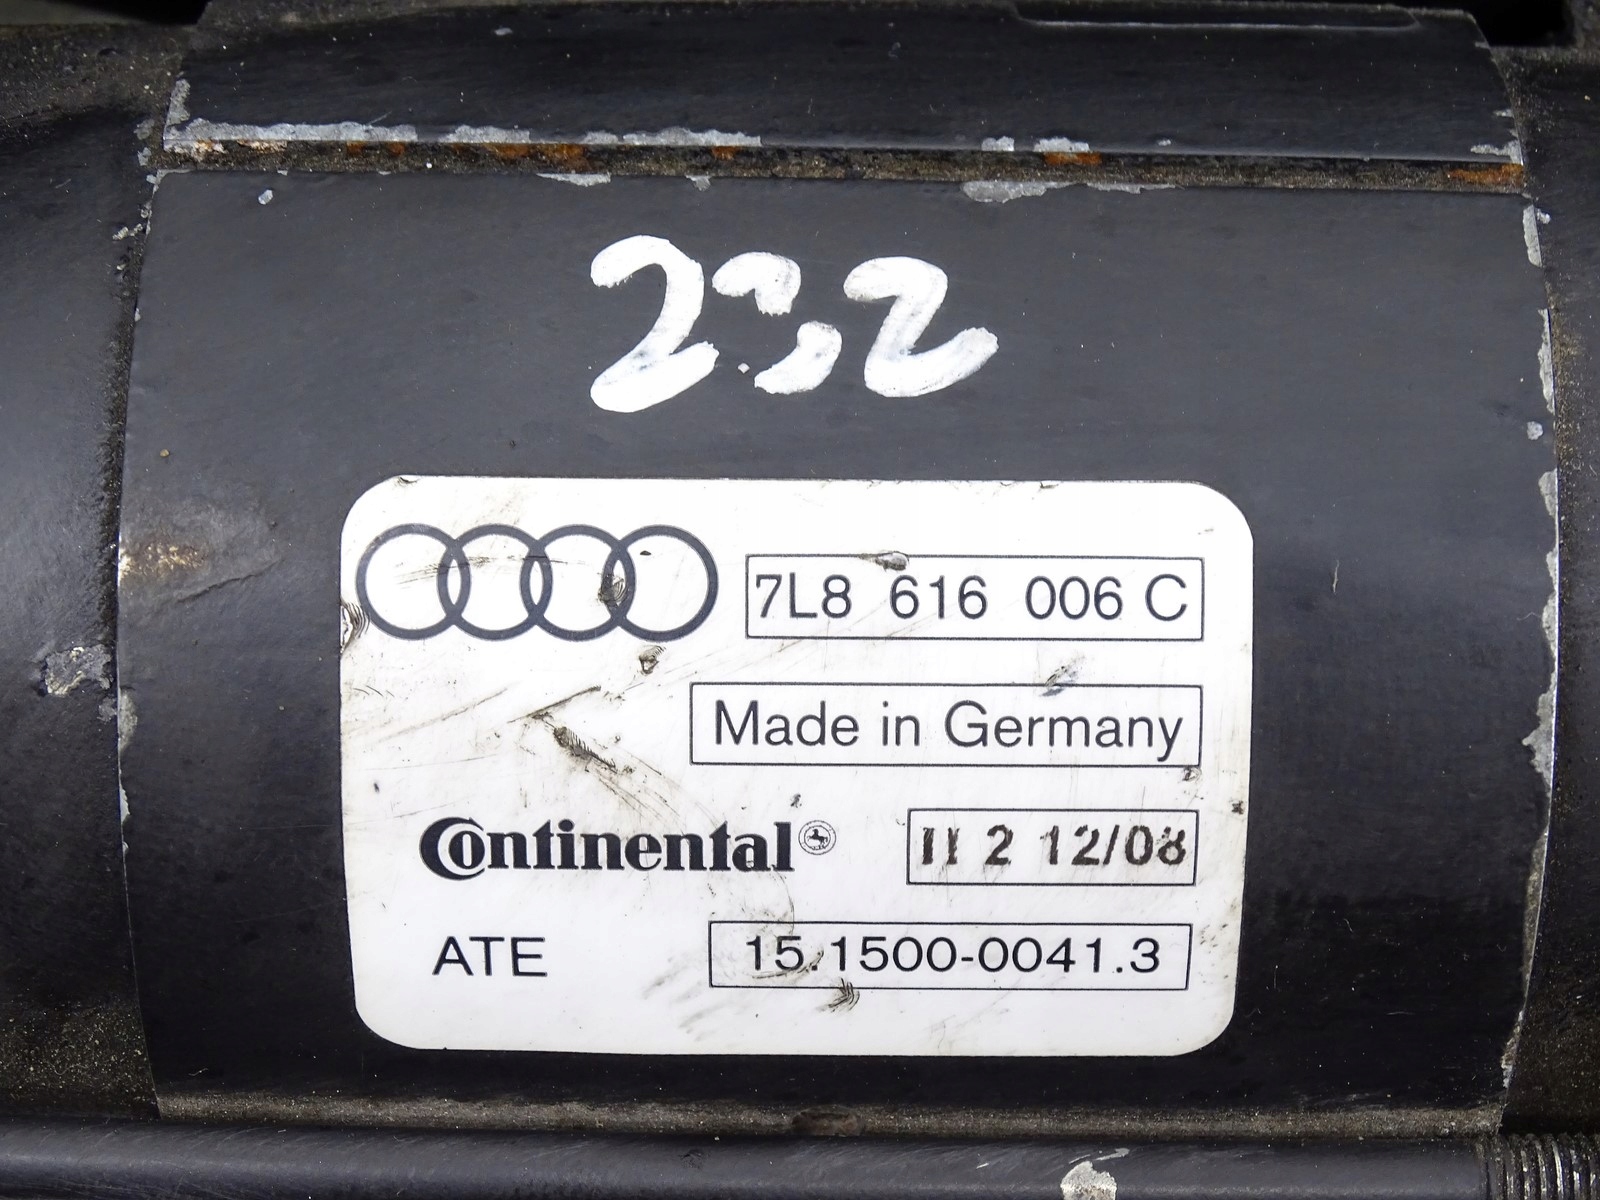 232
7L8 616 006 C
Made in Germany
Continental
II 2 12/08
ATE
15.1500-0041.3